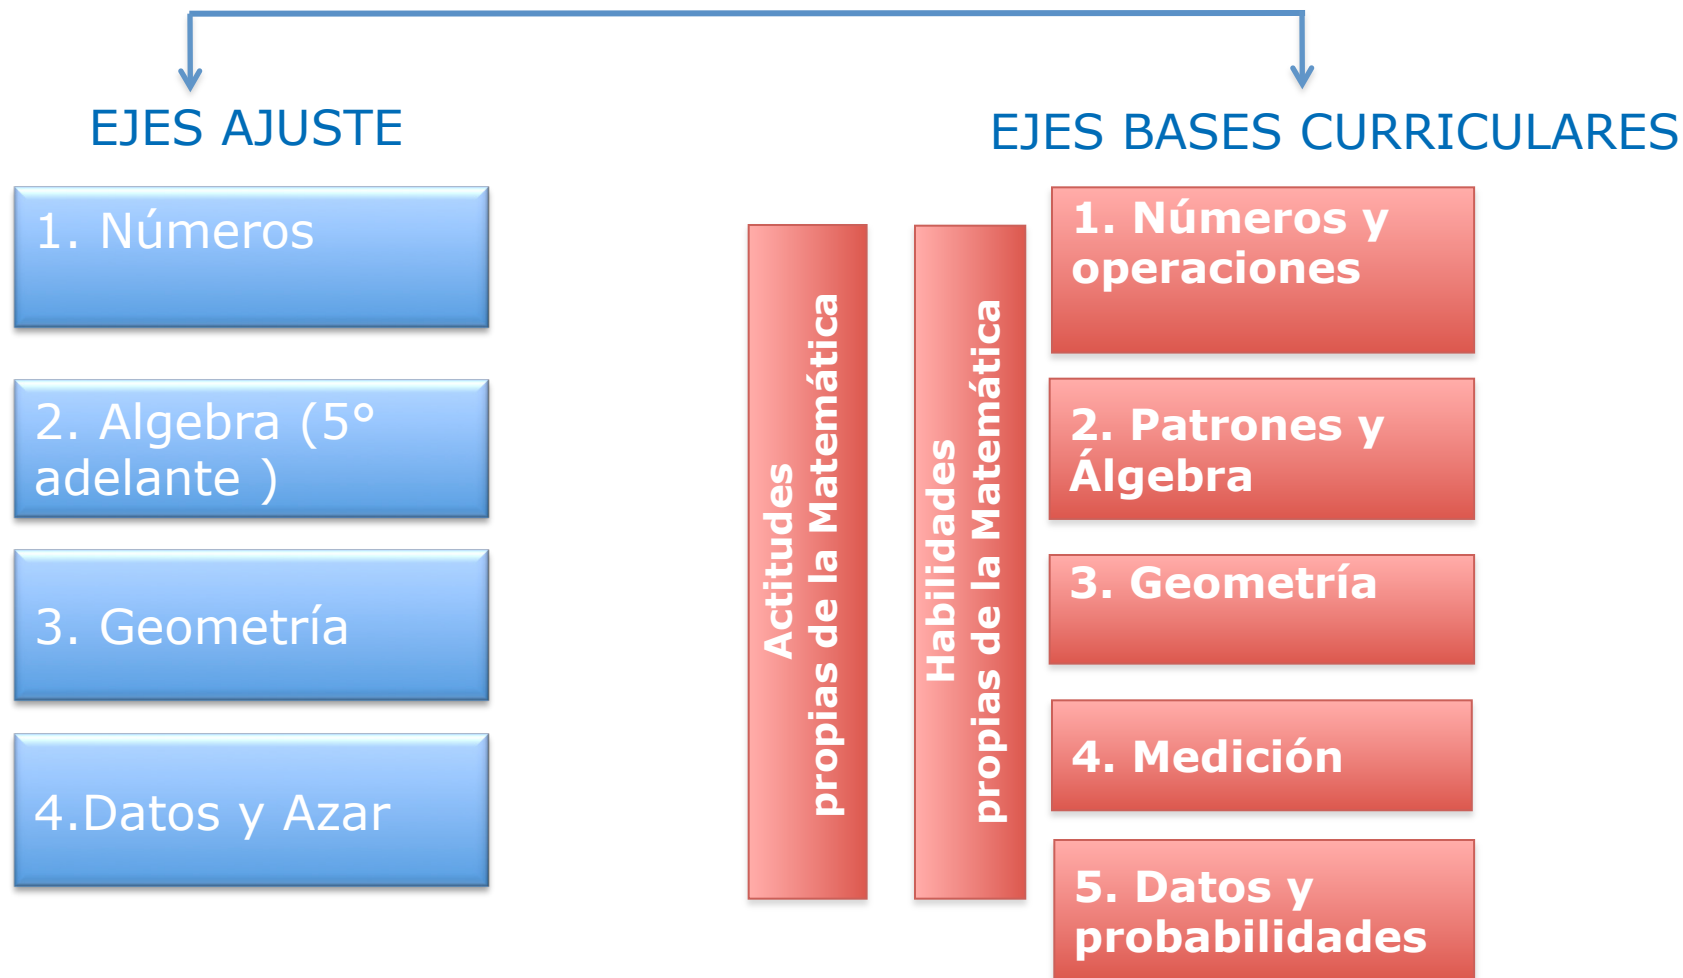 EJES AJUSTE
1. Números
2. Algebra (5°
adelante )
3. Geometría
4.Datos y Azar
Actitudes
propias de la Matemática
Habilidades
propias de la Matemática
EJES BASES CURRICULARES
1. Números y
operaciones
2. Patrones y
Álgebra
3. Geometría
4. Medición
5. Datos y
probabilidades